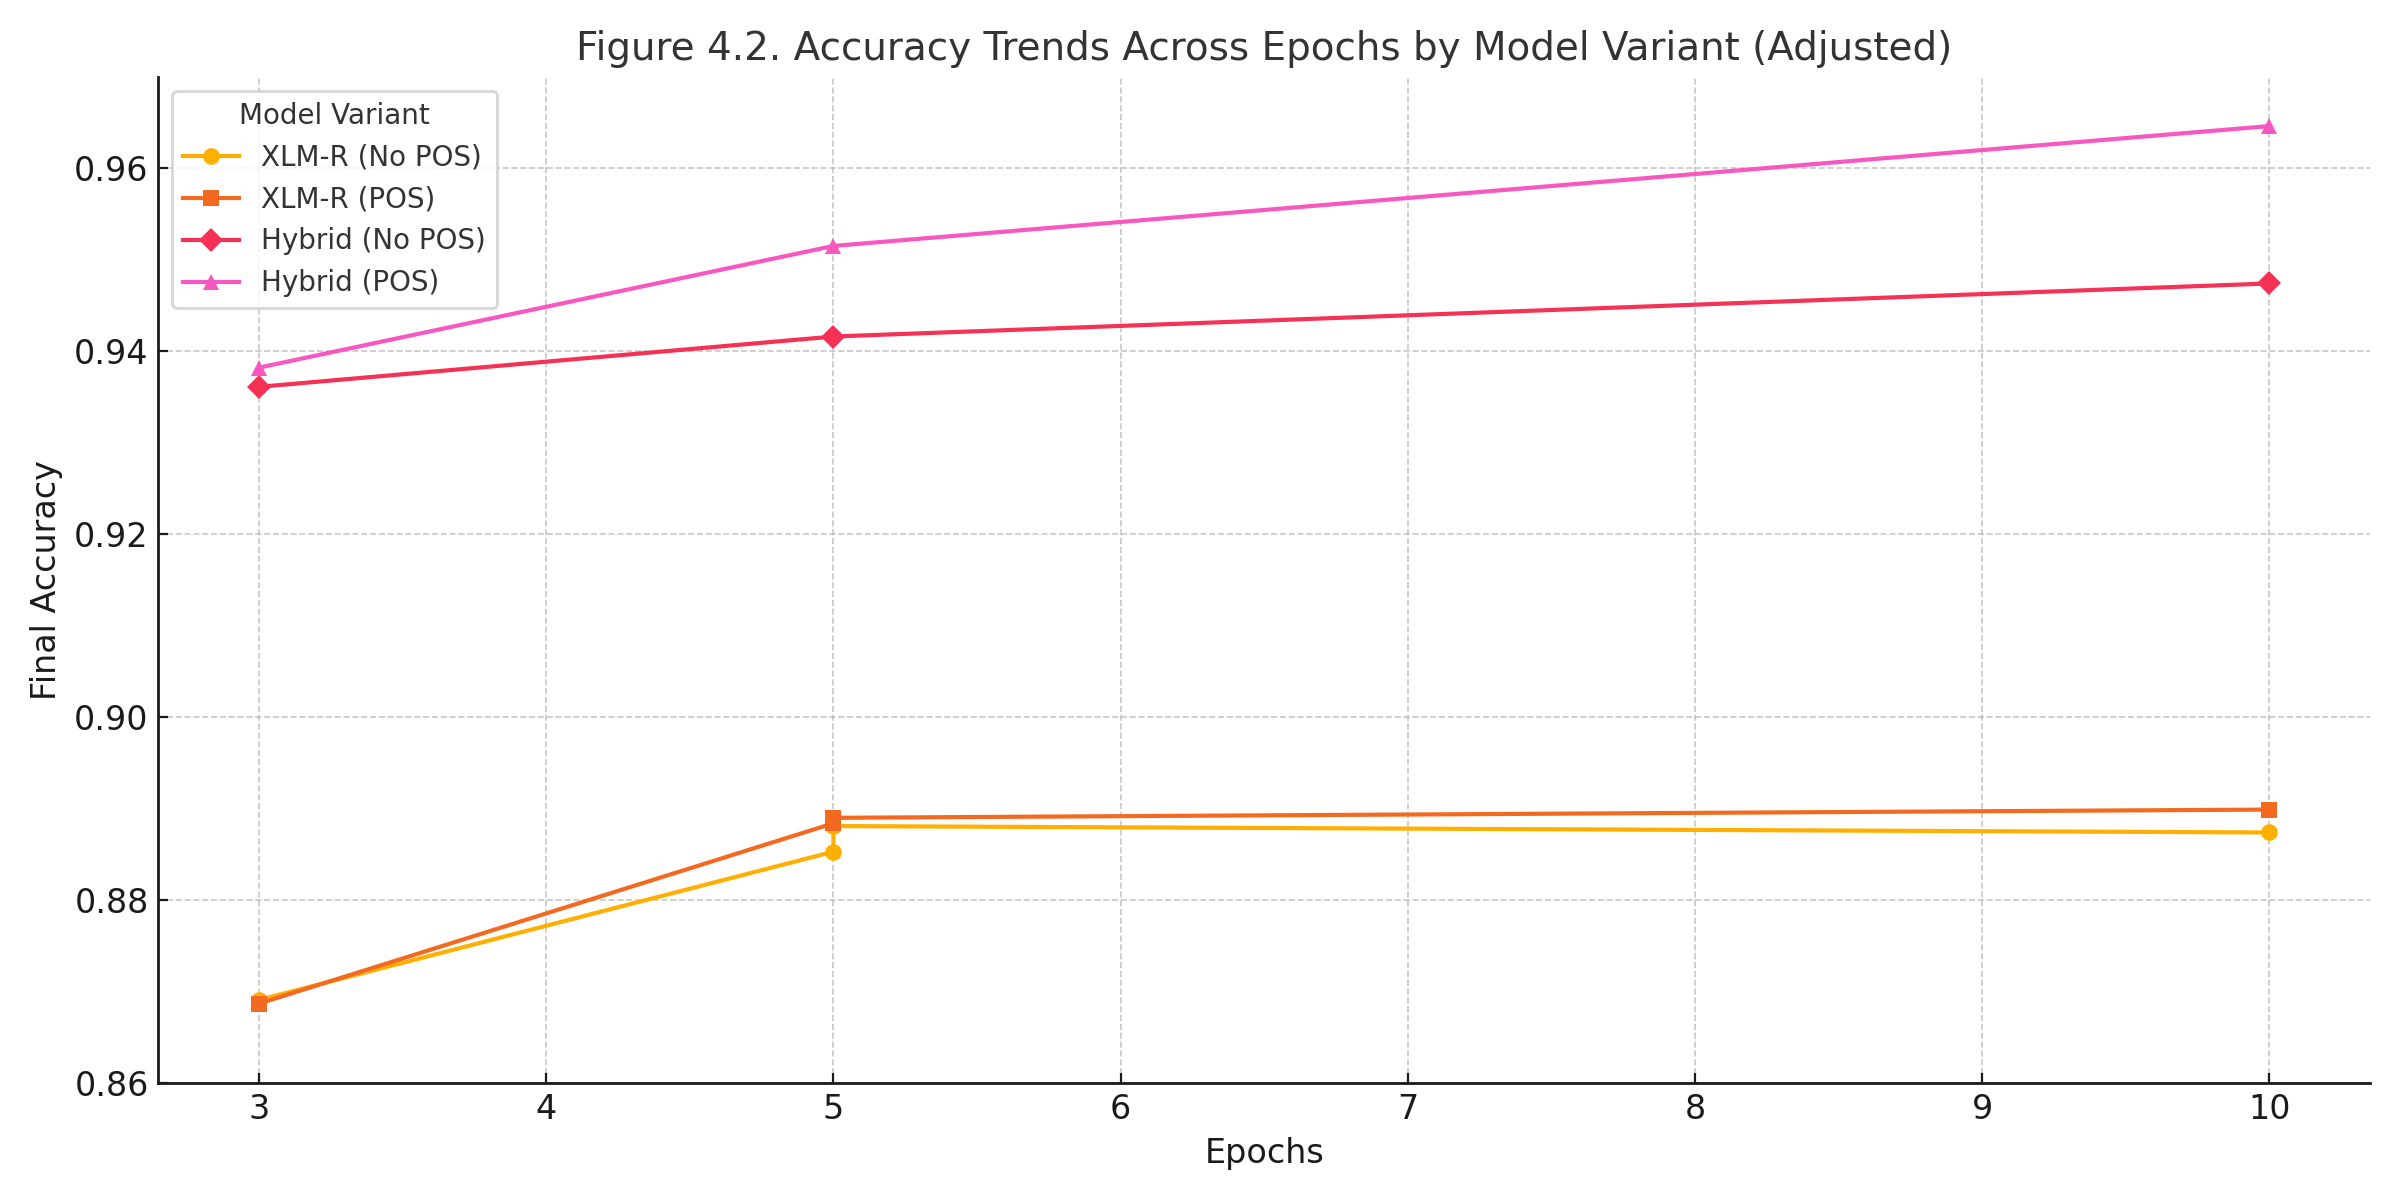 Figure 4.2. Accuracy Trends Across Epochs by Model Variant (Adjusted)
Model Variant
XLM-R (No POS)
XLM-R (POS)
Hybrid (No POS)
Hybrid (POS)
Final Accuracy
0.96
0.94
0.92
0.90
0.88
0.86
3 4 5 6 7 8 9 10
Epochs